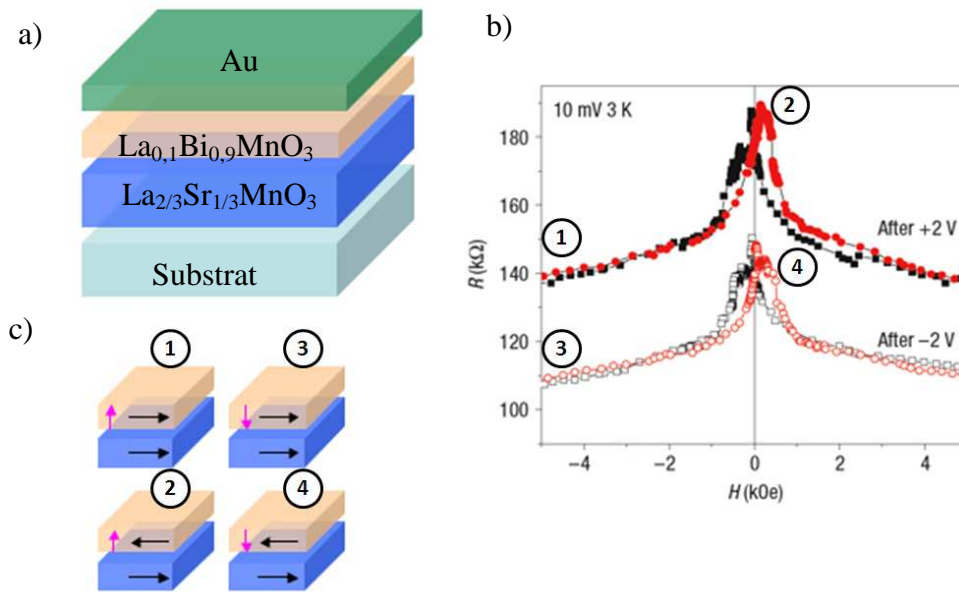 a)
Au
La₀,₁Bi₀,₉MnO₃
La₂/₃Sr₁/₃MnO₃
Substrat
b)
10 mV 3 K
2
180
160
140
120
100
R (kΩ)
1
After +2 V
4
3
After −2 V
−4 −2 0 2 4
H (kOe)
c)
1 3
2 4